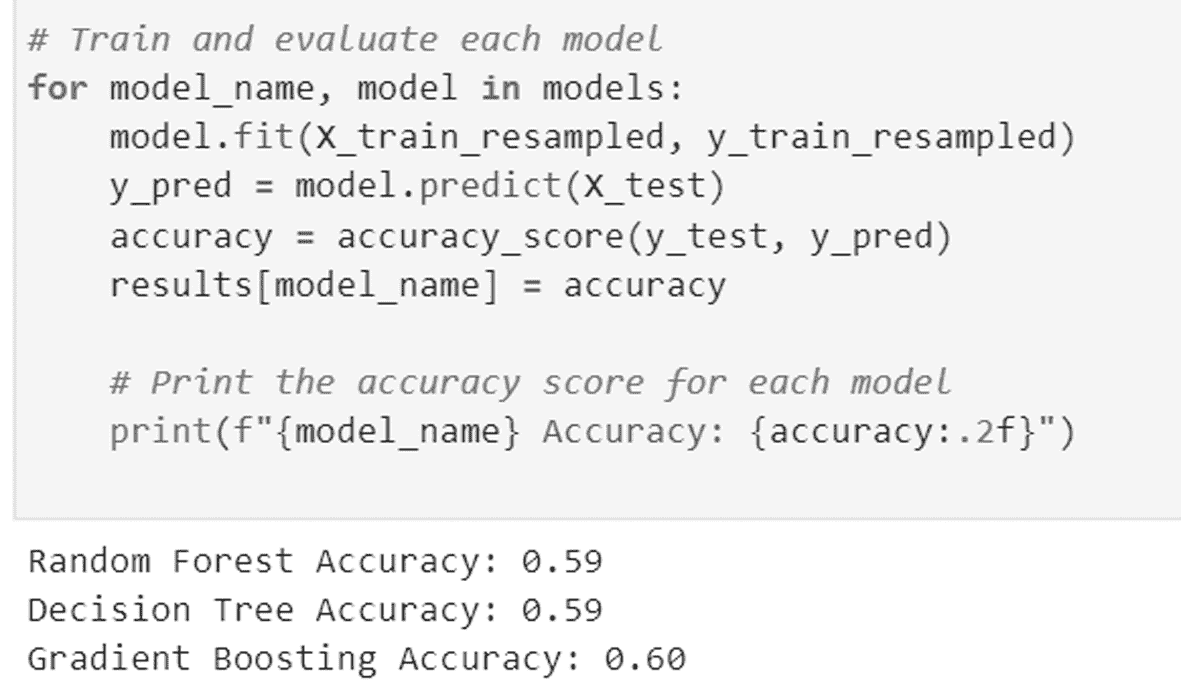 # Train and evaluate each model
for model_name, model in models:
    model.fit(X_train_resampled, y_train_resampled)
    y_pred = model.predict(X_test)
    accuracy = accuracy_score(y_test, y_pred)
    results[model_name] = accuracy
    # Print the accuracy score for each model
    print(f"{model_name} Accuracy: {accuracy:.2f}")
Random Forest Accuracy: 0.59
Decision Tree Accuracy: 0.59
Gradient Boosting Accuracy: 0.60